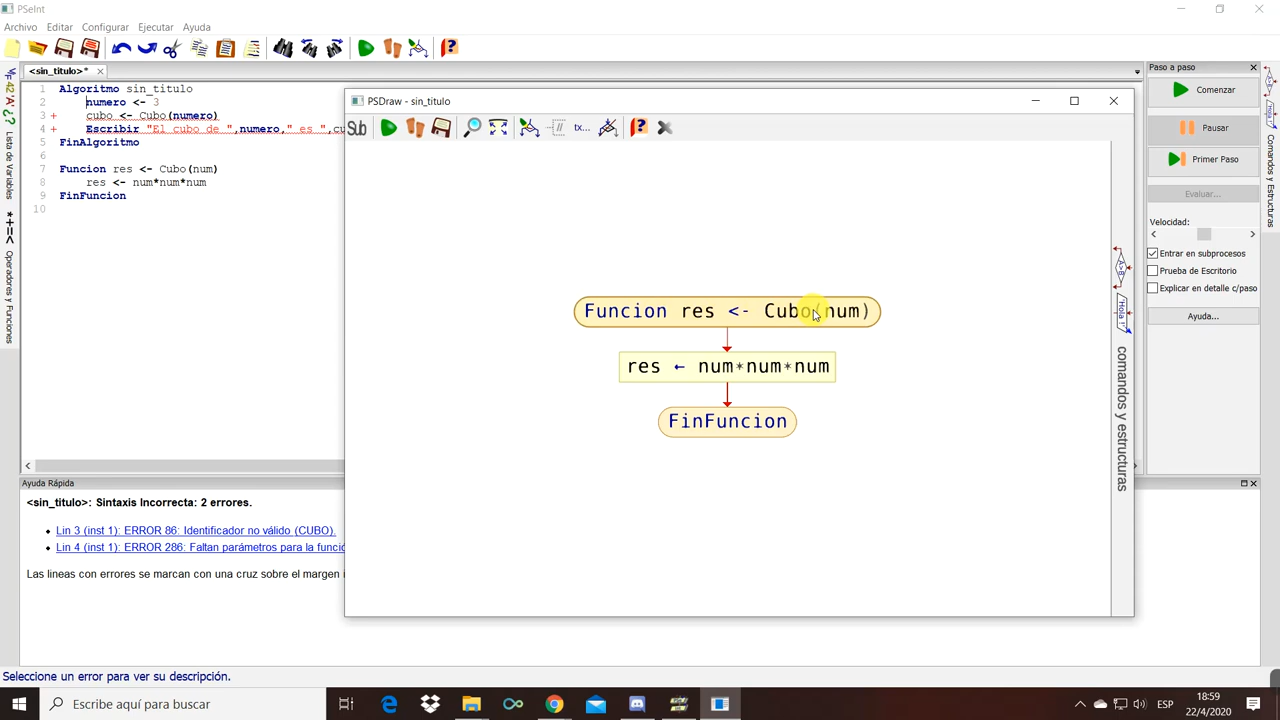 PSeInt
Archivo Editar Configurar Ejecutar Ayuda
<sin_titulo>*
Paso a paso
1 Algoritmo sin_titulo
2 numero <- 3
3 + cubo <- Cubo(numero)
4 + Escribir "El cubo de ",numero," es ",cu
5 FinAlgoritmo
6
7 Funcion res <- Cubo(num)
8 res <- num*num*num
9 FinFuncion
10
Lista de Variables
Operadores y Funciones
PSDraw - sin_titulo
Sub
tx...
Funcion res <- Cubo(num)
res ← num*num*num
FinFuncion
comandos y estructuras
Comenzar
Pausar
Primer Paso
Evaluar...
Velocidad:
Entrar en subprocesos
Prueba de Escritorio
Explicar en detalle c/paso
Ayuda...
Comandos y Estructuras
Ayuda Rápida
<sin_titulo>: Sintaxis Incorrecta: 2 errores.
Lin 3 (inst 1): ERROR 86: Identificador no válido (CUBO).
Lin 4 (inst 1): ERROR 286: Faltan parámetros para la funció
Las lineas con errores se marcan con una cruz sobre el margen i
Seleccione un error para ver su descripción.
Escribe aquí para buscar
ESP
18:59
22/4/2020